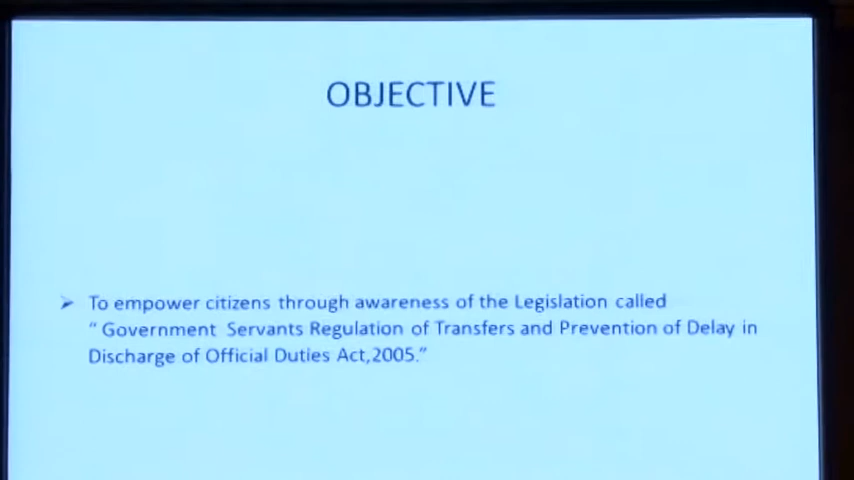 OBJECTIVE
➢ To empower citizens through awareness of the Legislation called
“ Government Servants Regulation of Transfers and Prevention of Delay in
Discharge of Official Duties Act,2005.”